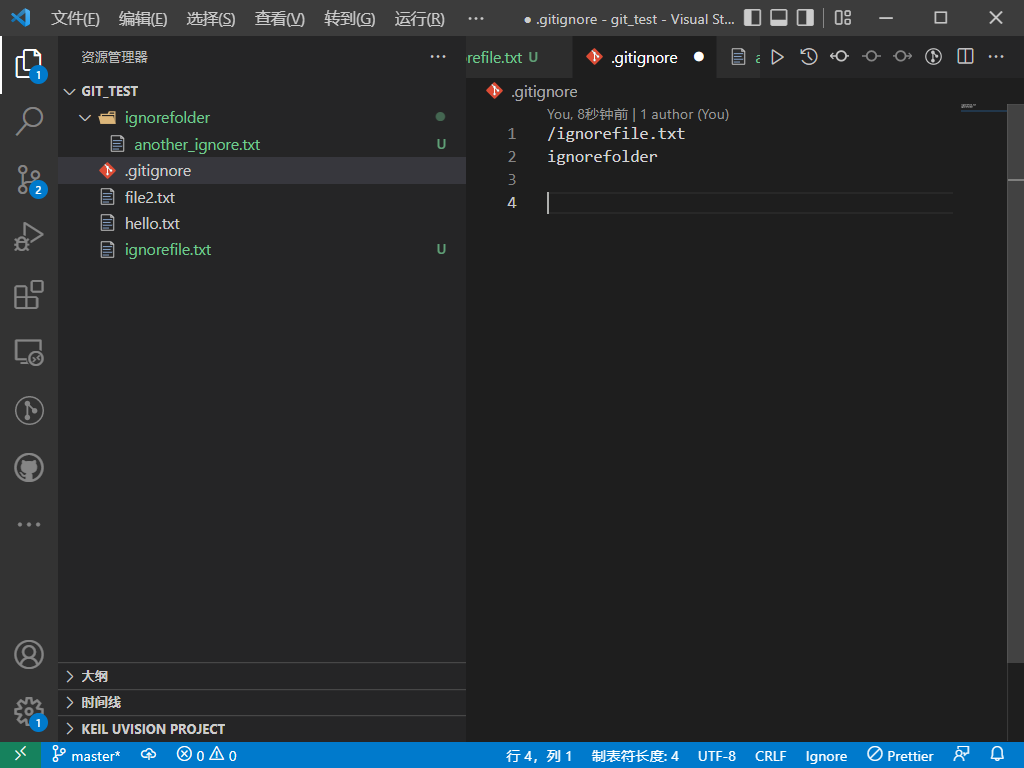 文件(F) 编辑(E) 选择(S) 查看(V) 转到(G) 运行(R) ··· ● .gitignore - git_test - Visual St...
资源管理器 ···
GIT_TEST
ignorefolder
another_ignore.txt U
.gitignore
file2.txt
hello.txt
ignorefile.txt U
大纲
时间线
KEIL UVISION PROJECT
1
2
1
refile.txt U .gitignore a ···
.gitignore
You, 8秒钟前 | 1 author (You)
1 /ignorefile.txt
2 ignorefolder
3
4
master* 0 0 行 4，列 1 制表符长度: 4 UTF-8 CRLF Ignore Prettier